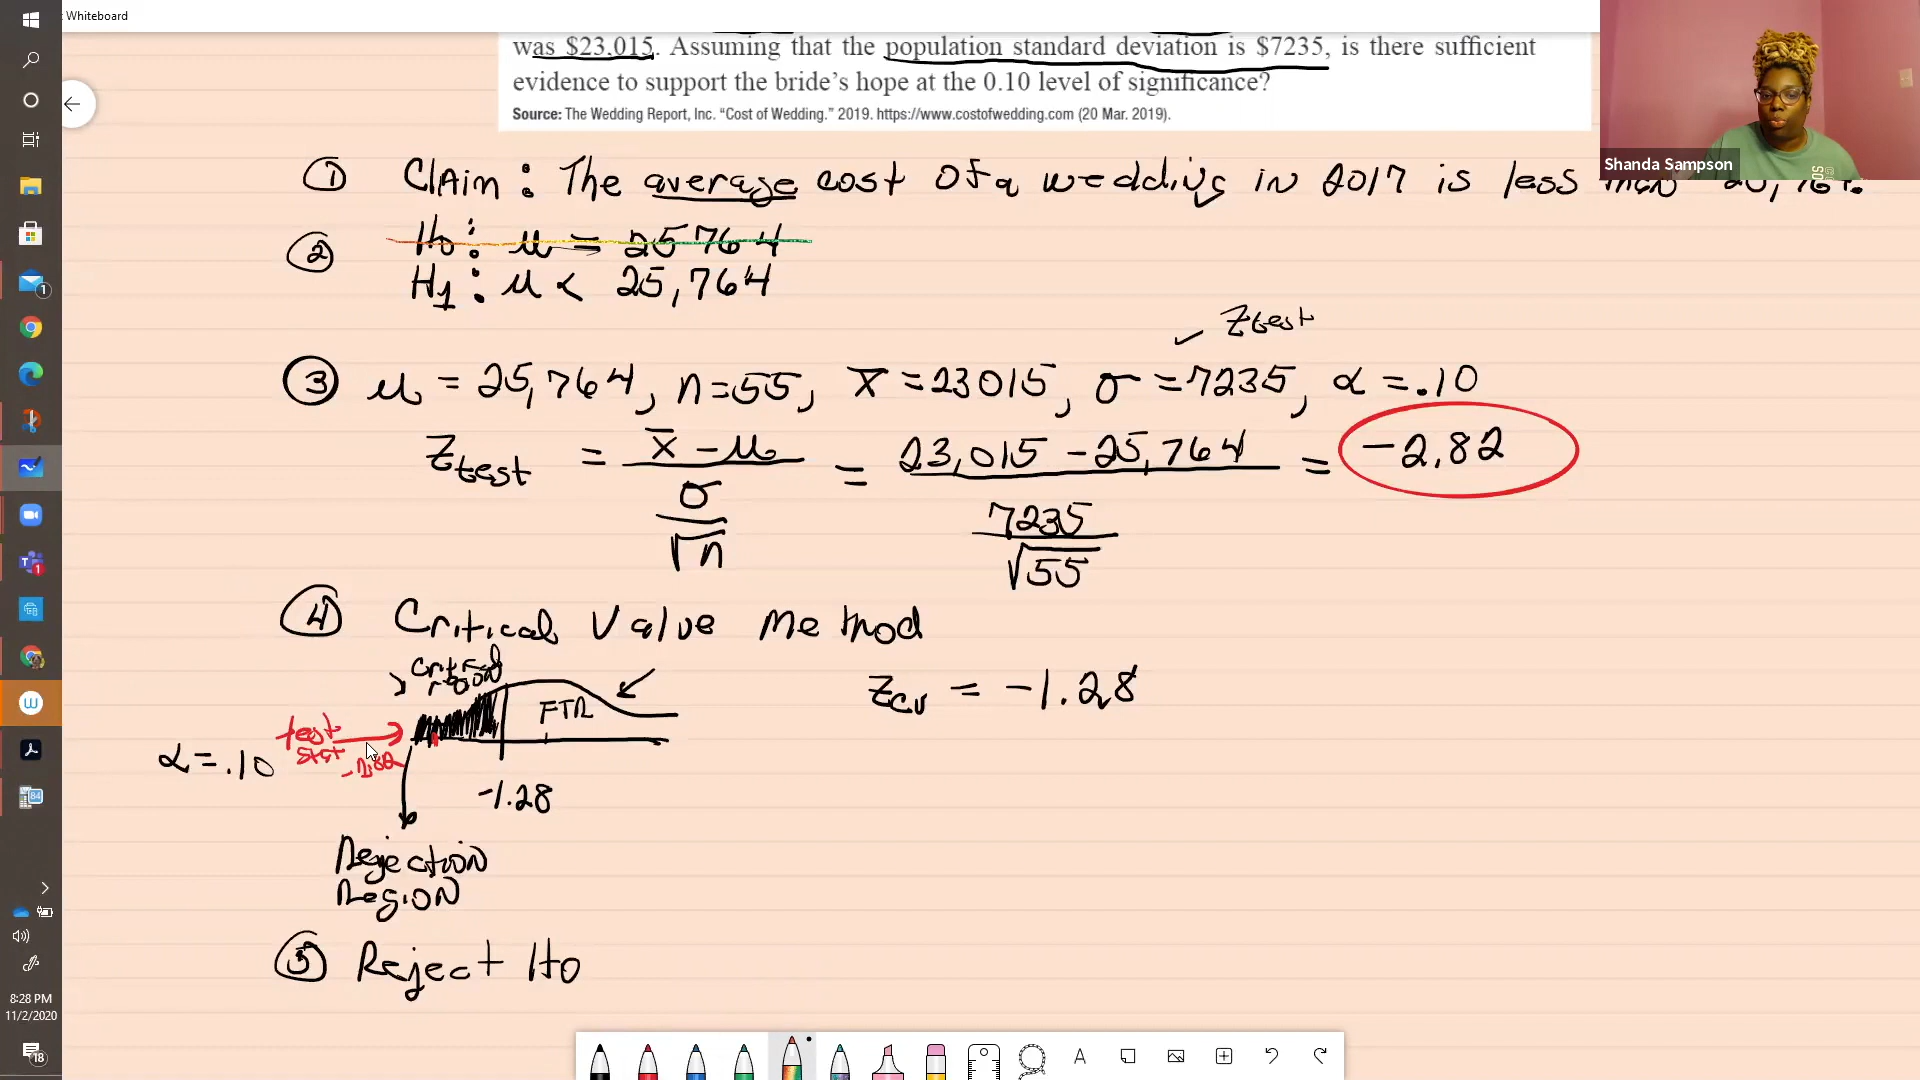 Whiteboard
was $23,015. Assuming that the population standard deviation is $7235, is there sufficient
evidence to support the bride's hope at the 0.10 level of significance?
Source: The Wedding Report, Inc. "Cost of Wedding." 2019. https://www.costofwedding.com (20 Mar. 2019).
Shanda Sampson
① Claim: The average cost of a wedding in 2017 is less than
② H0: μ = 25764
H1: μ < 25,764
Ztest
③ μ = 25,764, n=55, x̄ = 23015, σ = 7235, α = .10
Ztest = x̄ - μ / σ/√n = 23,015 - 25,764 / 7235/√55 = -2.82
④ Critical Value Method
critical region
Zcv = -1.28
FTR
test stat
α = .10
-1.28
Rejection
Region
⑤ Reject H0
8:28 PM
11/2/2020